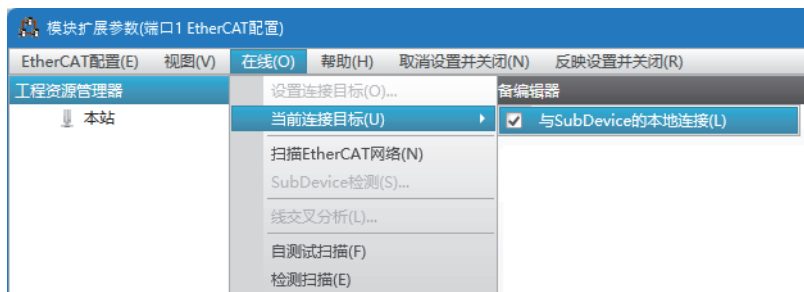 模块扩展参数(端口1 EtherCAT配置)
EtherCAT配置(E) 视图(V) 在线(O) 帮助(H) 取消设置并关闭(N) 反映设置并关闭(R)
工程资源管理器 设置连接目标(O)... 备编辑器
本站 当前连接目标(U) 与SubDevice的本地连接(L)
扫描EtherCAT网络(N)
SubDevice检测(S)...
线交叉分析(L)...
自测试扫描(F)
检测扫描(E)